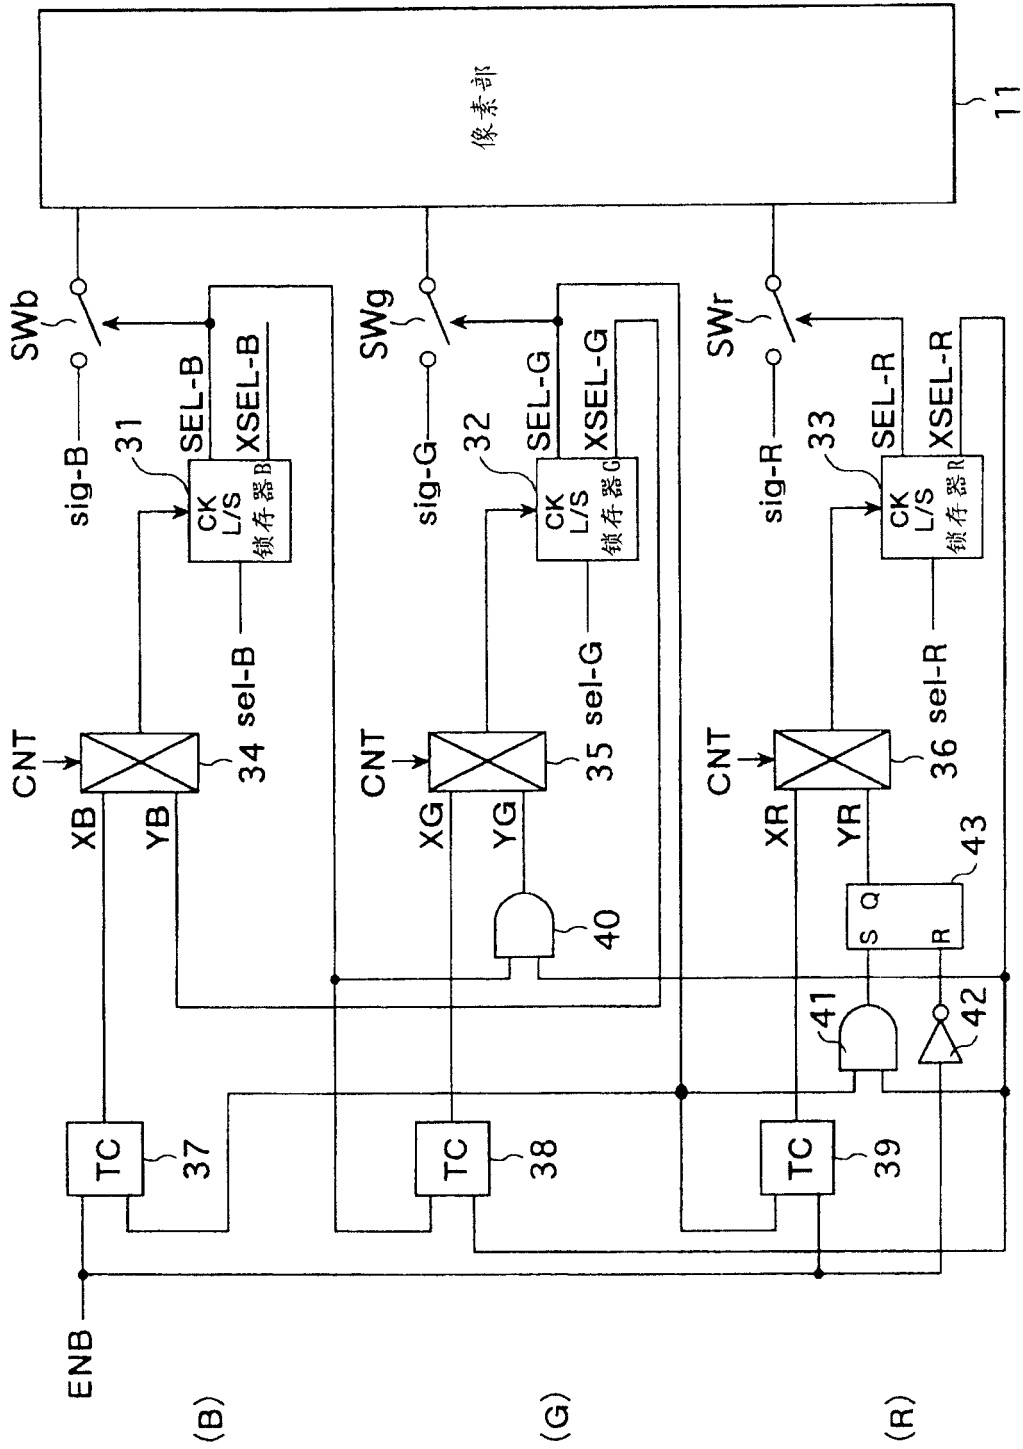 ENB
(B)
(G)
(R)
TC
37
TC
38
TC
39
XB
YB
CNT
34
XG
YG
CNT
35
XR
YR
CNT
36
40
41
42
S Q
R
43
sel-B
CK
L/S
锁存器B
31
SEL-B
XSEL-B
sig-B
SWb
sel-G
CK
L/S
锁存器G
32
SEL-G
XSEL-G
sig-G
SWg
sel-R
CK
L/S
锁存器R
33
SEL-R
XSEL-R
sig-R
SWr
像素部
11